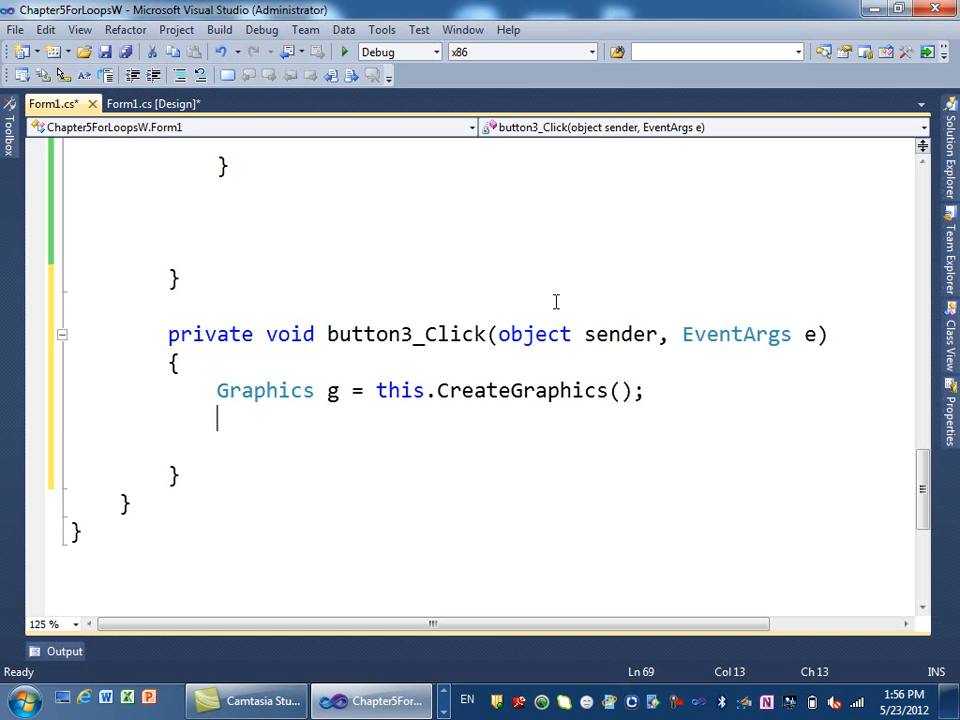 Chapter5ForLoopsW - Microsoft Visual Studio (Administrator)
File Edit View Refactor Project Build Debug Team Data Tools Test Window Help
Debug x86
Form1.cs* Form1.cs [Design]*
Chapter5ForLoopsW.Form1 button3_Click(object sender, EventArgs e)
Toolbox
Solution Explorer
Team Explorer
Class View
Properties
}
}
private void button3_Click(object sender, EventArgs e)
{
Graphics g = this.CreateGraphics();
}
}
}
125 %
Output
Ready Ln 69 Col 13 Ch 13 INS
Camtasia Stu... Chapter5For... EN 1:56 PM
5/23/2012